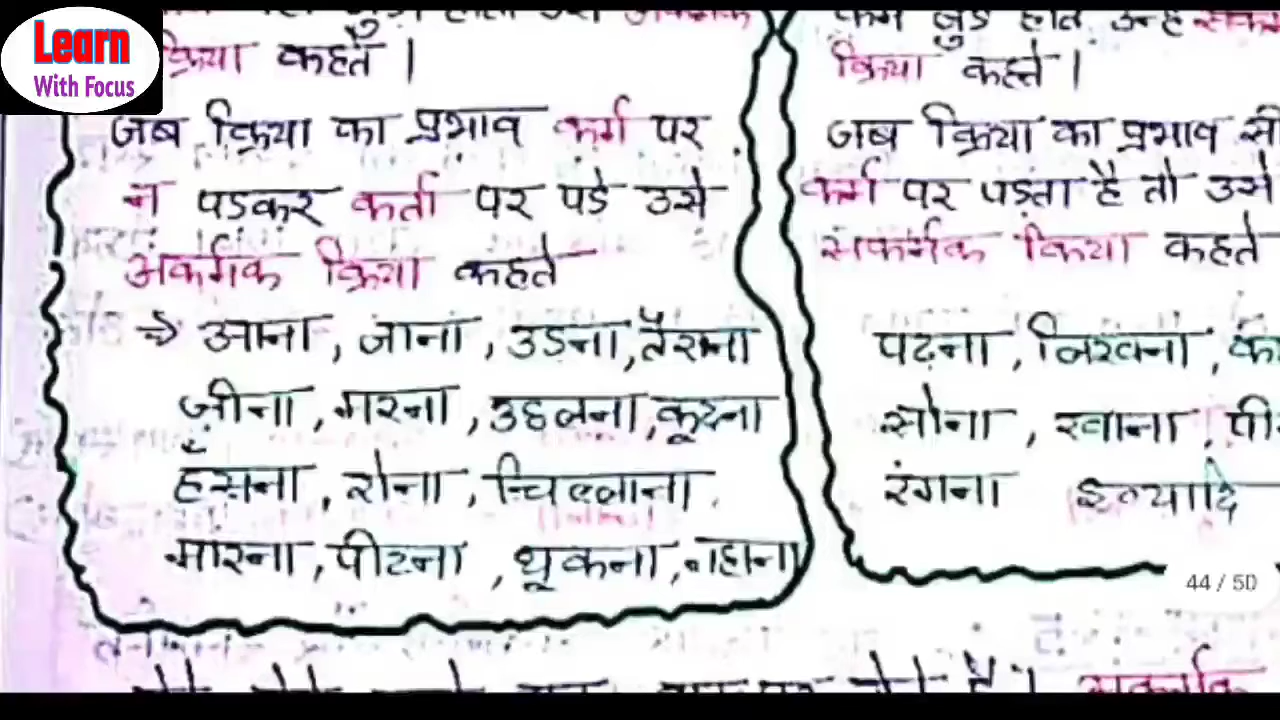 Learn
With Focus
क्रिया कहते ।
जब क्रिया का प्रभाव कर्म पर
न पडकर कर्ता पर पडे उसे
अकर्मक क्रिया कहते
आना, जाना, उडना, तैराना
जीना, मरना, उछलना, कूदना
हँसना, रोना, चिल्लाना
मारना, पीटना, थूकना, नहाना
क्रिया कहते ।
जब क्रिया का प्रभाव
कर्म पर पड़ता है तो उसे
सकर्मक क्रिया कहते
पढना, लिखना,
सोना, खाना,
रंगना इत्यादि
44 / 50